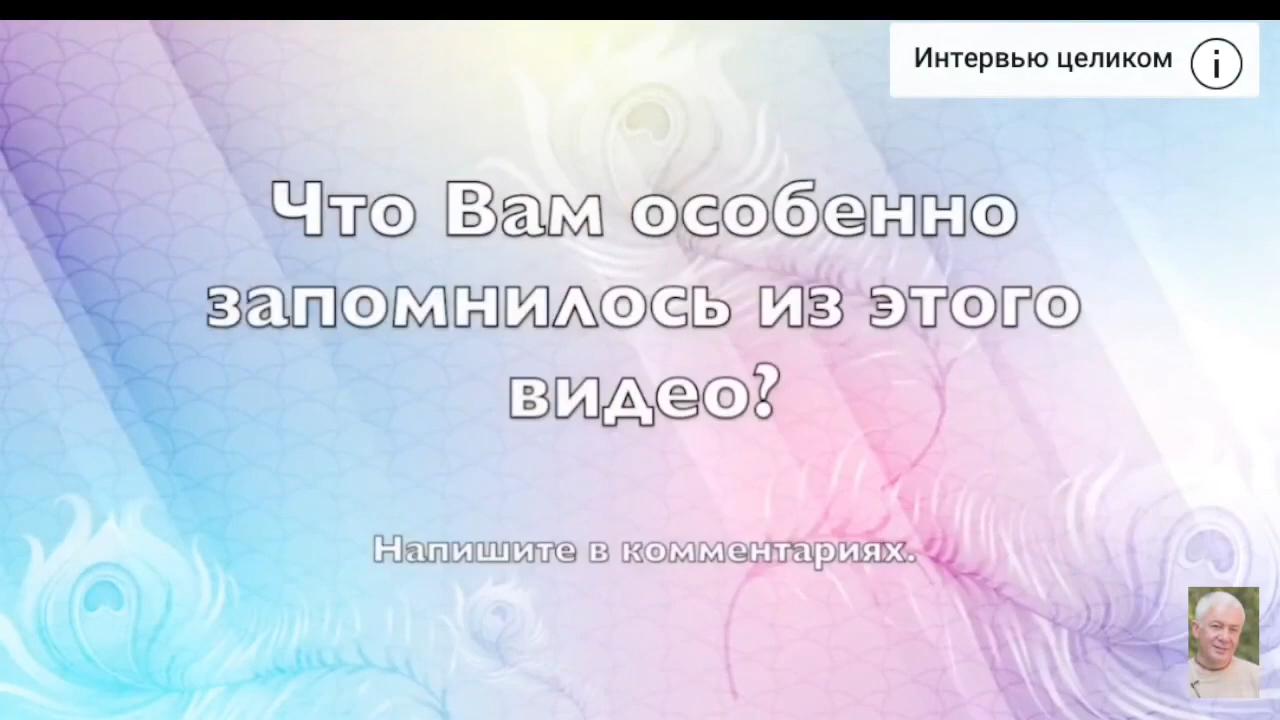 Интервью целиком
Что Вам особенно
запомнилось из этого
видео?
Напишите в комментариях.